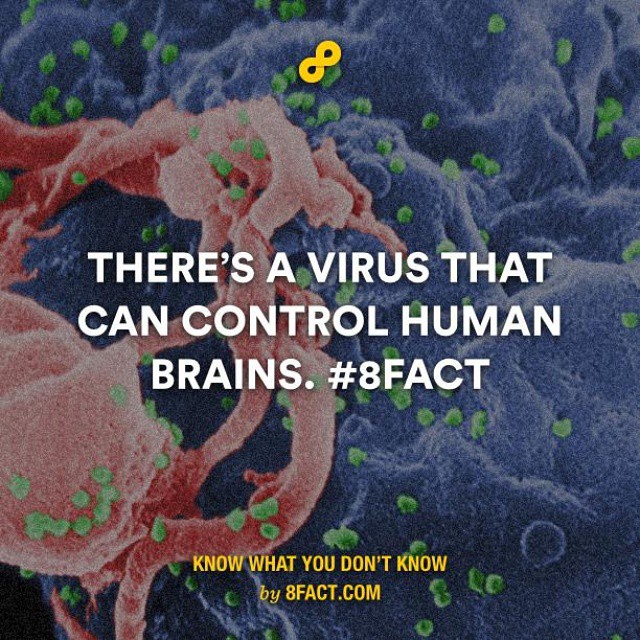 THERE'S A VIRUS THAT
CAN CONTROL HUMAN
BRAINS. #8FACT
KNOW WHAT YOU DON'T KNOW
by 8FACT.COM